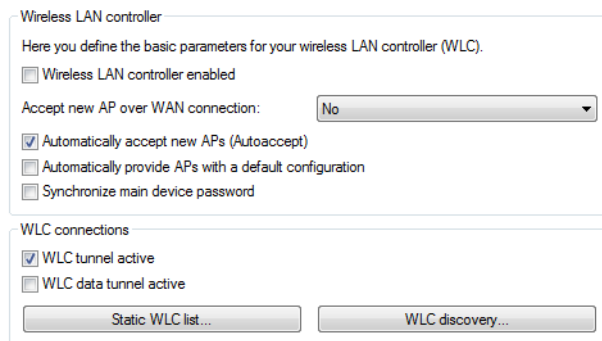 Wireless LAN controller
Here you define the basic parameters for your wireless LAN controller (WLC).
Wireless LAN controller enabled
Accept new AP over WAN connection: No
Automatically accept new APs (Autoaccept)
Automatically provide APs with a default configuration
Synchronize main device password
WLC connections
WLC tunnel active
WLC data tunnel active
Static WLC list... WLC discovery...